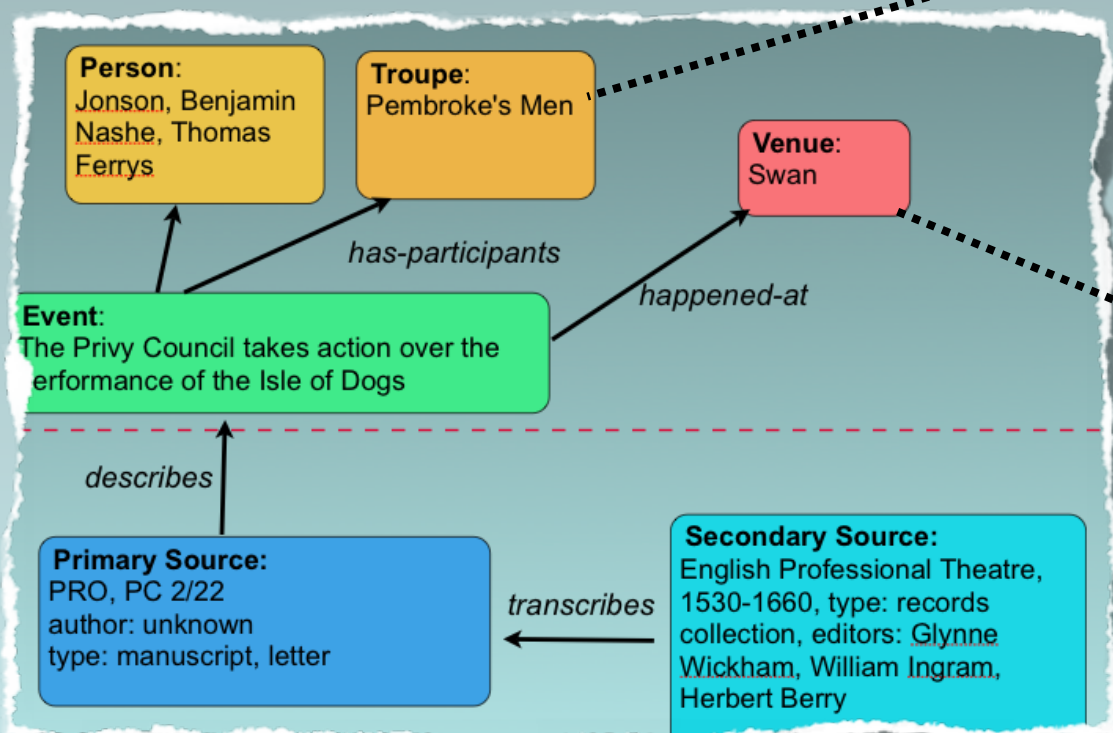 Person:
Jonson, Benjamin
Nashe, Thomas
Ferrys
Troupe:
Pembroke's Men
Venue:
Swan
has-participants
happened-at
Event:
The Privy Council takes action over the
erformance of the Isle of Dogs
describes
Primary Source:
PRO, PC 2/22
author: unknown
type: manuscript, letter
transcribes
Secondary Source:
English Professional Theatre,
1530-1660, type: records
collection, editors: Glynne
Wickham, William Ingram,
Herbert Berry